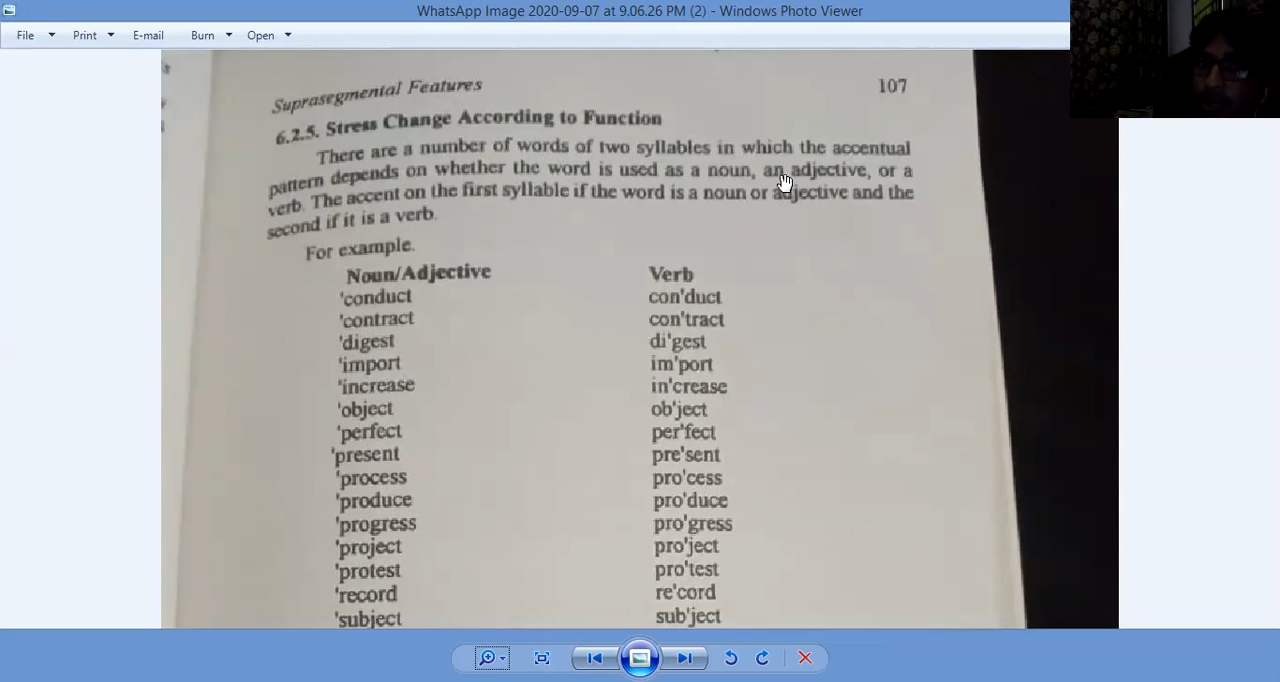 WhatsApp Image 2020-09-07 at 9.06.26 PM (2) - Windows Photo Viewer
File Print E-mail Burn Open
Suprasegmental Features 107
6.2.5. Stress Change According to Function
There are a number of words of two syllables in which the accentual
pattern depends on whether the word is used as a noun, an adjective, or a
verb. The accent on the first syllable if the word is a noun or adjective and the
second if it is a verb.
For example.
Noun/Adjective Verb
'conduct con'duct
'contract con'tract
'digest di'gest
'import im'port
'increase in'crease
'object ob'ject
'perfect per'fect
'present pre'sent
'process pro'cess
'produce pro'duce
'progress pro'gress
'project pro'ject
'protest pro'test
'record re'cord
'subject sub'ject